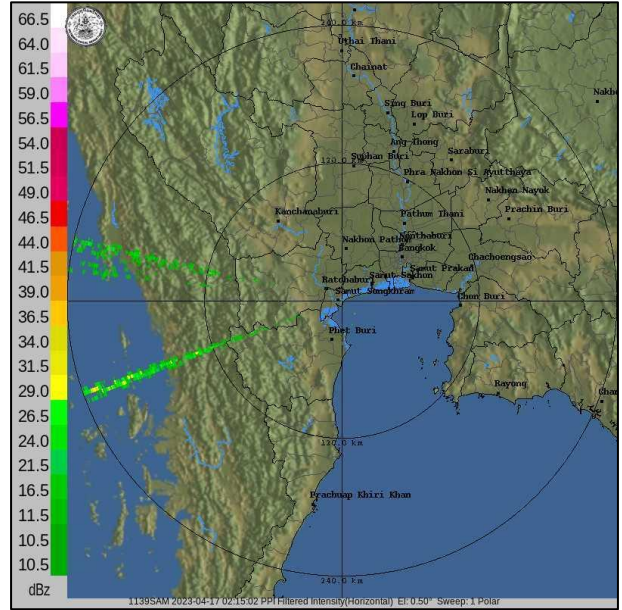 66.5
64.0
61.5
59.0
56.5
54.0
51.5
49.0
46.5
44.0
41.5
39.0
36.5
34.0
31.5
29.0
26.5
24.0
21.5
16.5
15.5
10.5
10.5
dBz
240.0 km
Uthai Thani
Chainat
Sing Buri
Lop Buri
Ang Thong
Saraburi
120.0 km
Suphan Buri
Phra Nakhon Si Ayutthaya
Nakhon Nayok
Kanchanaburi
Pathum Thani
Prachin Buri
Nonthaburi
Nakhon Pathom
Bangkok
Chachoengsao
Samut Prakan
Samut Sakhon
Ratchaburi
Samut Songkhram
Chon Buri
Phet Buri
Rayong
Chan
120.0 km
Prachuap Khiri Khan
240.0 km
1139SAM 2023-04-17 02:15:02 PPI Filtered Intensity(Horizontal) El: 0.50° Sweep: 1 Polar